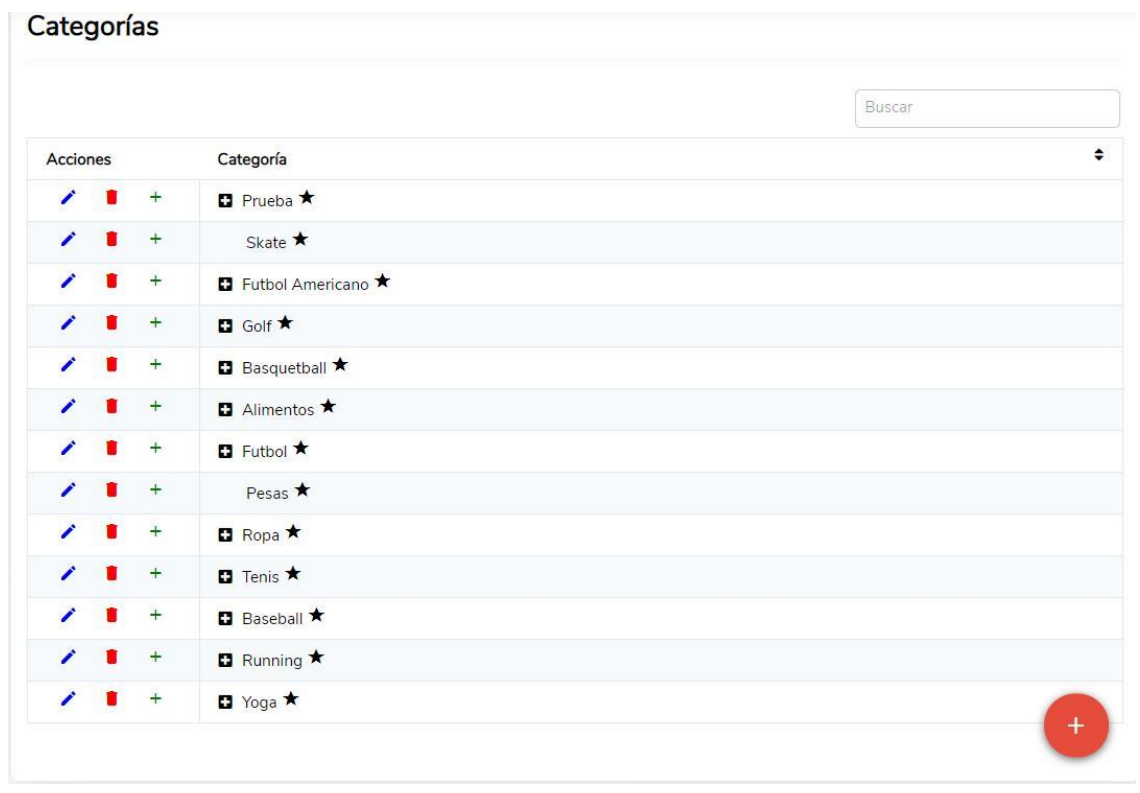 Categorías
Buscar
Acciones Categoría
Prueba
Skate
Futbol Americano
Golf
Basquetball
Alimentos
Futbol
Pesas
Ropa
Tenis
Baseball
Running
Yoga